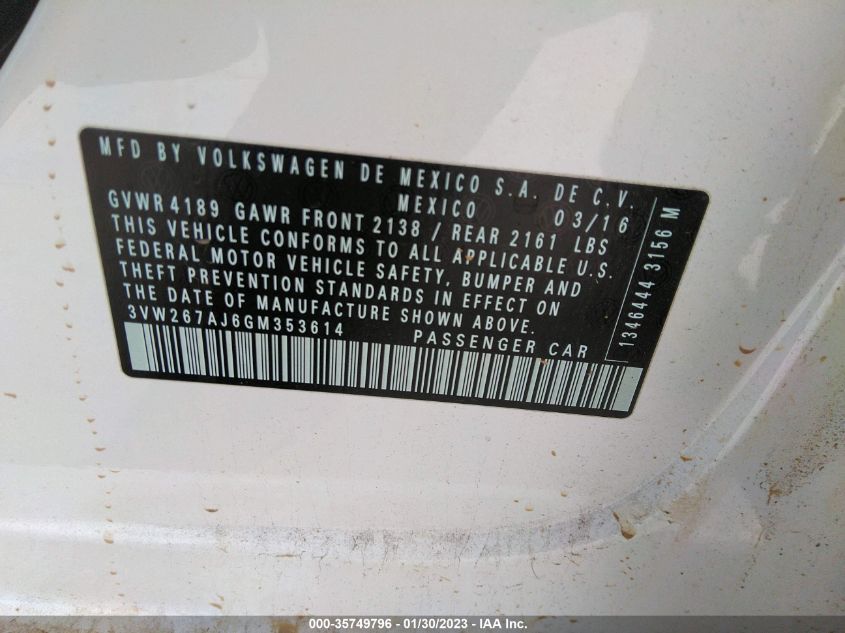 MFD BY VOLKSWAGEN DE MEXICO S.A. DE C.V.
MEXICO 03/16
GVWR 4189 GAWR FRONT 2138 / REAR 2161 LBS
THIS VEHICLE CONFORMS TO ALL APPLICABLE U.S.
FEDERAL MOTOR VEHICLE SAFETY, BUMPER AND
THEFT PREVENTION STANDARDS IN EFFECT ON
THE DATE OF MANUFACTURE SHOWN ABOVE.
3VW267AJ6GM353614 PASSENGER CAR
1346444 3156 M
000-35749796 - 01/30/2023 - IAA Inc.